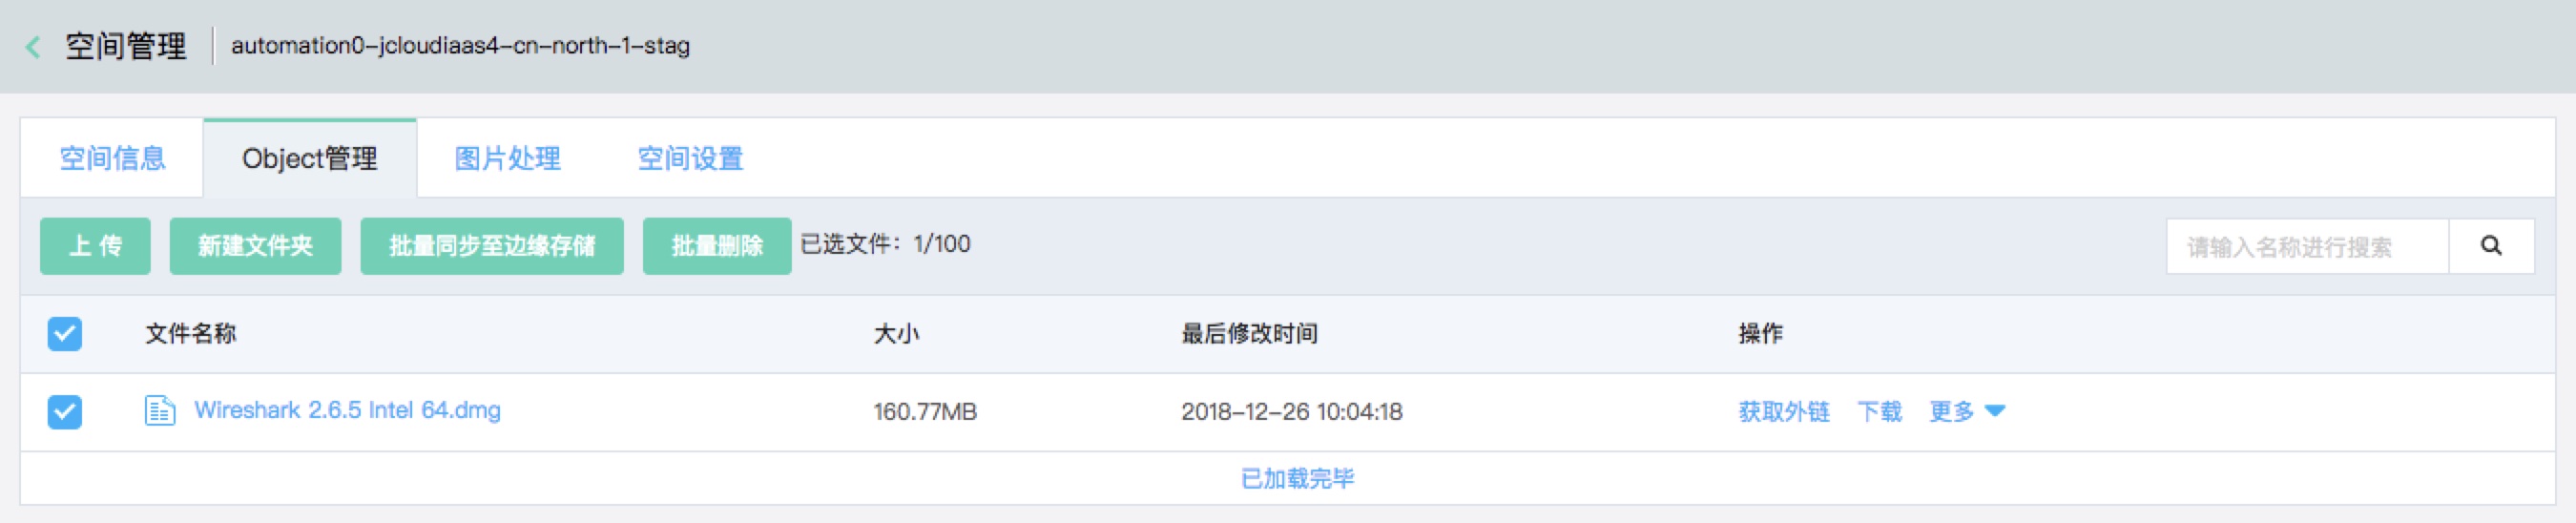 空间管理 automation0-jcloudiaas4-cn-north-1-stag
空间信息 Object管理 图片处理 空间设置
上 传 新建文件夹 批量同步至边缘存储 批量删除 已选文件：1/100 请输入名称进行搜索
文件名称 大小 最后修改时间 操作
Wireshark 2.6.5 Intel 64.dmg 160.77MB 2018-12-26 10:04:18 获取外链 下载 更多
已加载完毕